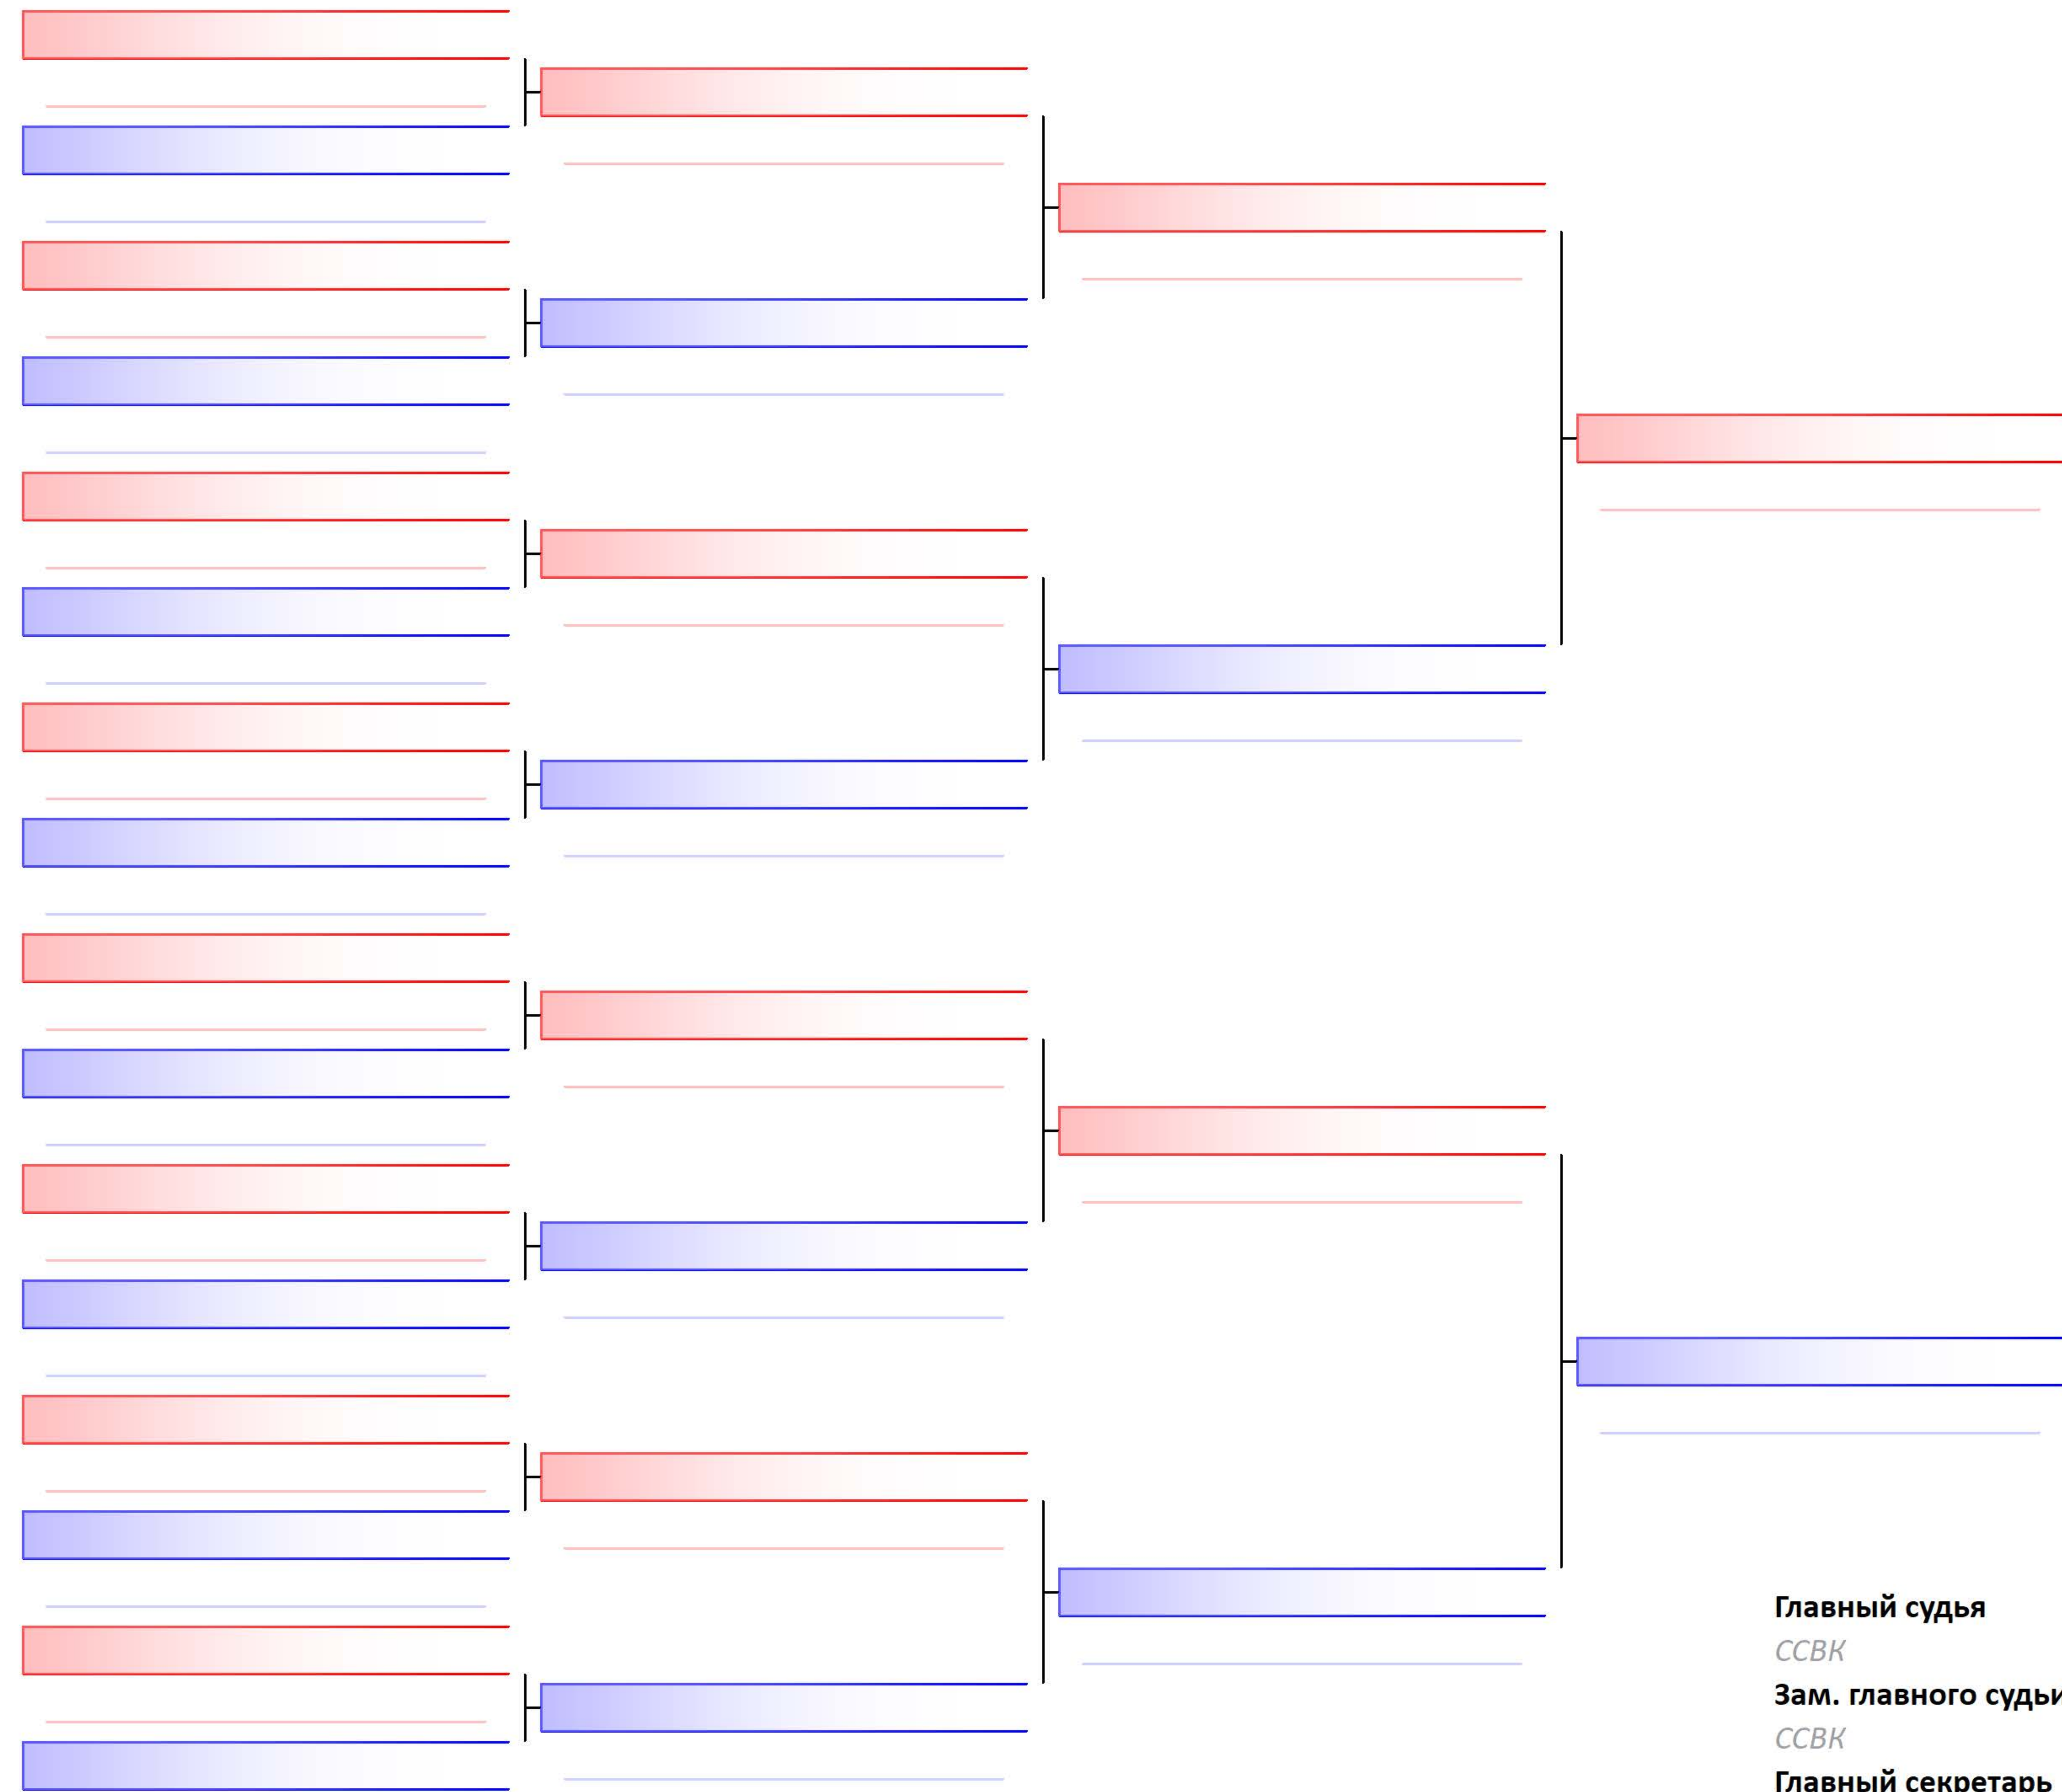 Главный судья
ССВК
Зам. главного судьи
ССВК
Главный секретарь